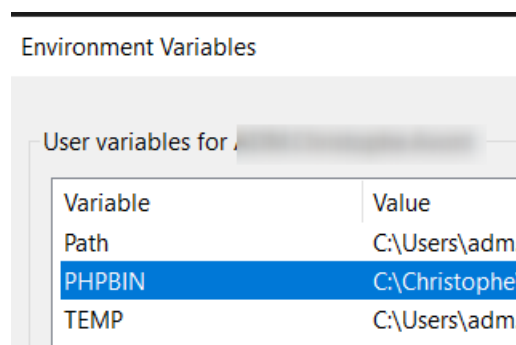 Environment Variables
User variables for
Variable Value
Path C:\Users\adm
PHPBIN C:\Christophe
TEMP C:\Users\adm